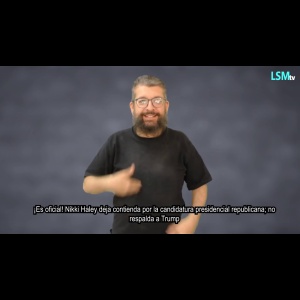 LSMtv
¡Es oficial! Nikki Haley deja contienda por la candidatura presidencial republicana; no
respalda a Trump